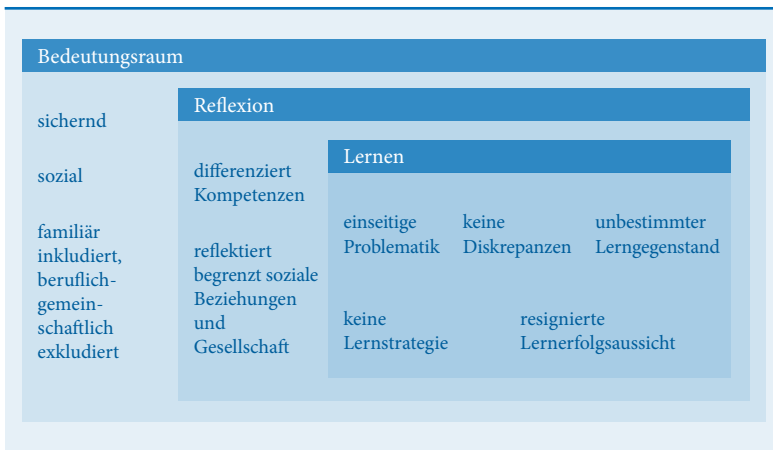 Bedeutungsraum
sichernd
sozial
familiär
inkludiert,
beruflich-
gemein-
schaftlich
exkludiert
Reflexion
differenziert
Kompetenzen
reflektiert
begrenzt soziale
Beziehungen
und
Gesellschaft
Lernen
einseitige
Problematik
keine
Diskrepanzen
unbestimmter
Lerngegenstand
keine
Lernstrategie
resignierte
Lernerfolgsaussicht